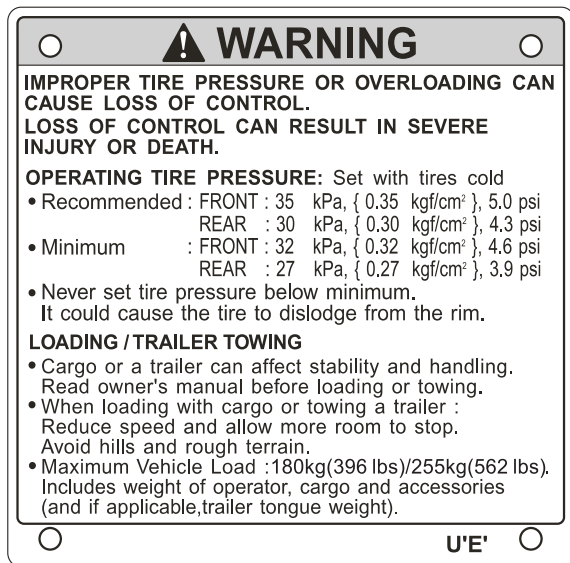 WARNING
IMPROPER TIRE PRESSURE OR OVERLOADING CAN
CAUSE LOSS OF CONTROL.
LOSS OF CONTROL CAN RESULT IN SEVERE
INJURY OR DEATH.
OPERATING TIRE PRESSURE: Set with tires cold
• Recommended : FRONT : 35 kPa, { 0.35 kgf/cm² }, 5.0 psi
REAR : 30 kPa, { 0.30 kgf/cm² }, 4.3 psi
• Minimum : FRONT : 32 kPa, { 0.32 kgf/cm² }, 4.6 psi
REAR : 27 kPa, { 0.27 kgf/cm² }, 3.9 psi
• Never set tire pressure below minimum.
It could cause the tire to dislodge from the rim.
LOADING / TRAILER TOWING
• Cargo or a trailer can affect stability and handling.
Read owner's manual before loading or towing.
• When loading with cargo or towing a trailer :
Reduce speed and allow more room to stop.
Avoid hills and rough terrain.
• Maximum Vehicle Load :180kg(396 lbs)/255kg(562 lbs).
Includes weight of operator, cargo and accessories
(and if applicable,trailer tongue weight).
U'E'